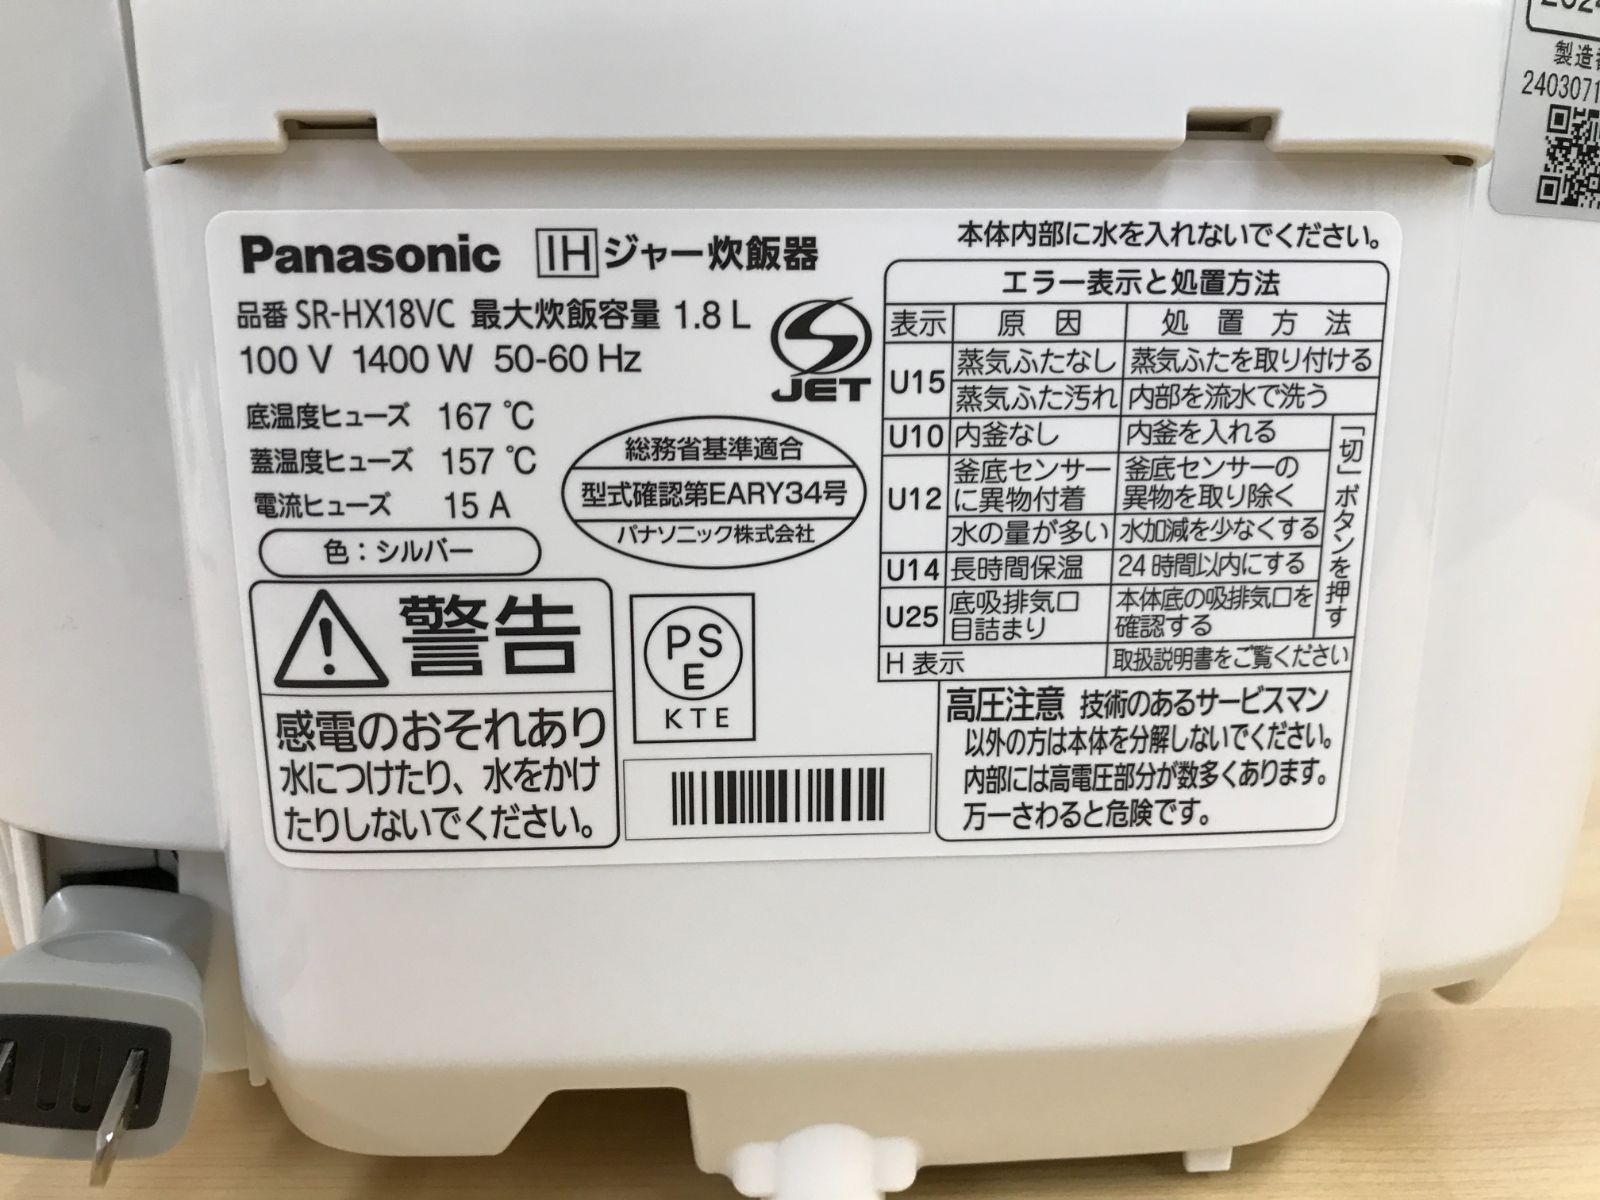 Panasonic IH ジャー炊飯器
品番 SR-HX18VC 最大炊飯容量 1.8 L
100 V 1400 W 50-60 Hz
底温度ヒューズ 167 ℃
蓋温度ヒューズ 157 ℃
電流ヒューズ 15 A
色：シルバー
S
JET
総務省基準適合
型式確認第EARY34号
パナソニック株式会社
警告
感電のおそれあり
水につけたり、水をかけ
たりしないでください。
PS
E
KTE
本体内部に水を入れないでください。
エラー表示と処置方法
表示 原因 処置方法
U15 蒸気ふたなし 蒸気ふたを取り付ける
蒸気ふた汚れ 内部を流水で洗う
U10 内釜なし 内釜を入れる
U12 釜底センサーに異物付着 釜底センサーの異物を取り除く
水の量が多い 水加減を少なくする
U14 長時間保温 24時間以内にする
U25 底吸排気口目詰まり 本体底の吸排気口を確認する
「切」ボタンを押す
H 表示 取扱説明書をご覧ください
高圧注意 技術のあるサービスマン
以外の方は本体を分解しないでください。
内部には高電圧部分が数多くあります。
万一さわると危険です。
製造
2403071